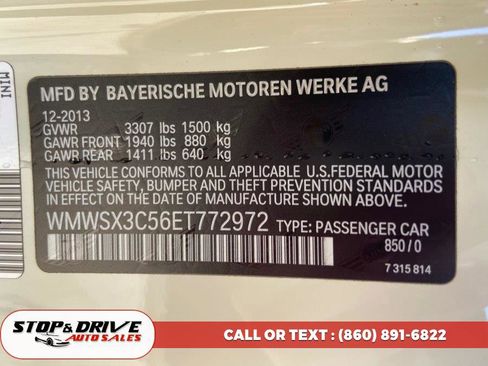 MINI
MFD BY BAYERISCHE MOTOREN WERKE AG
12-2013
GVWR 3307 lbs 1500 kg
GAWR FRONT 1940 lbs 880 kg
GAWR REAR 1411 lbs 640 kg
THIS VEHICLE CONFORMS TO ALL APPLICABLE U.S.FEDERAL MOTOR
VEHICLE SAFETY, BUMPER AND THEFT PREVENTION STANDARDS
IN EFFECT ON THE DATE OF MANUFACTURE SHOWN ABOVE.
WMWSX3C56ET772972 TYPE: PASSENGER CAR
850/0
7 315 814
STOP & DRIVE
AUTO SALES
CALL OR TEXT : (860) 891-6822